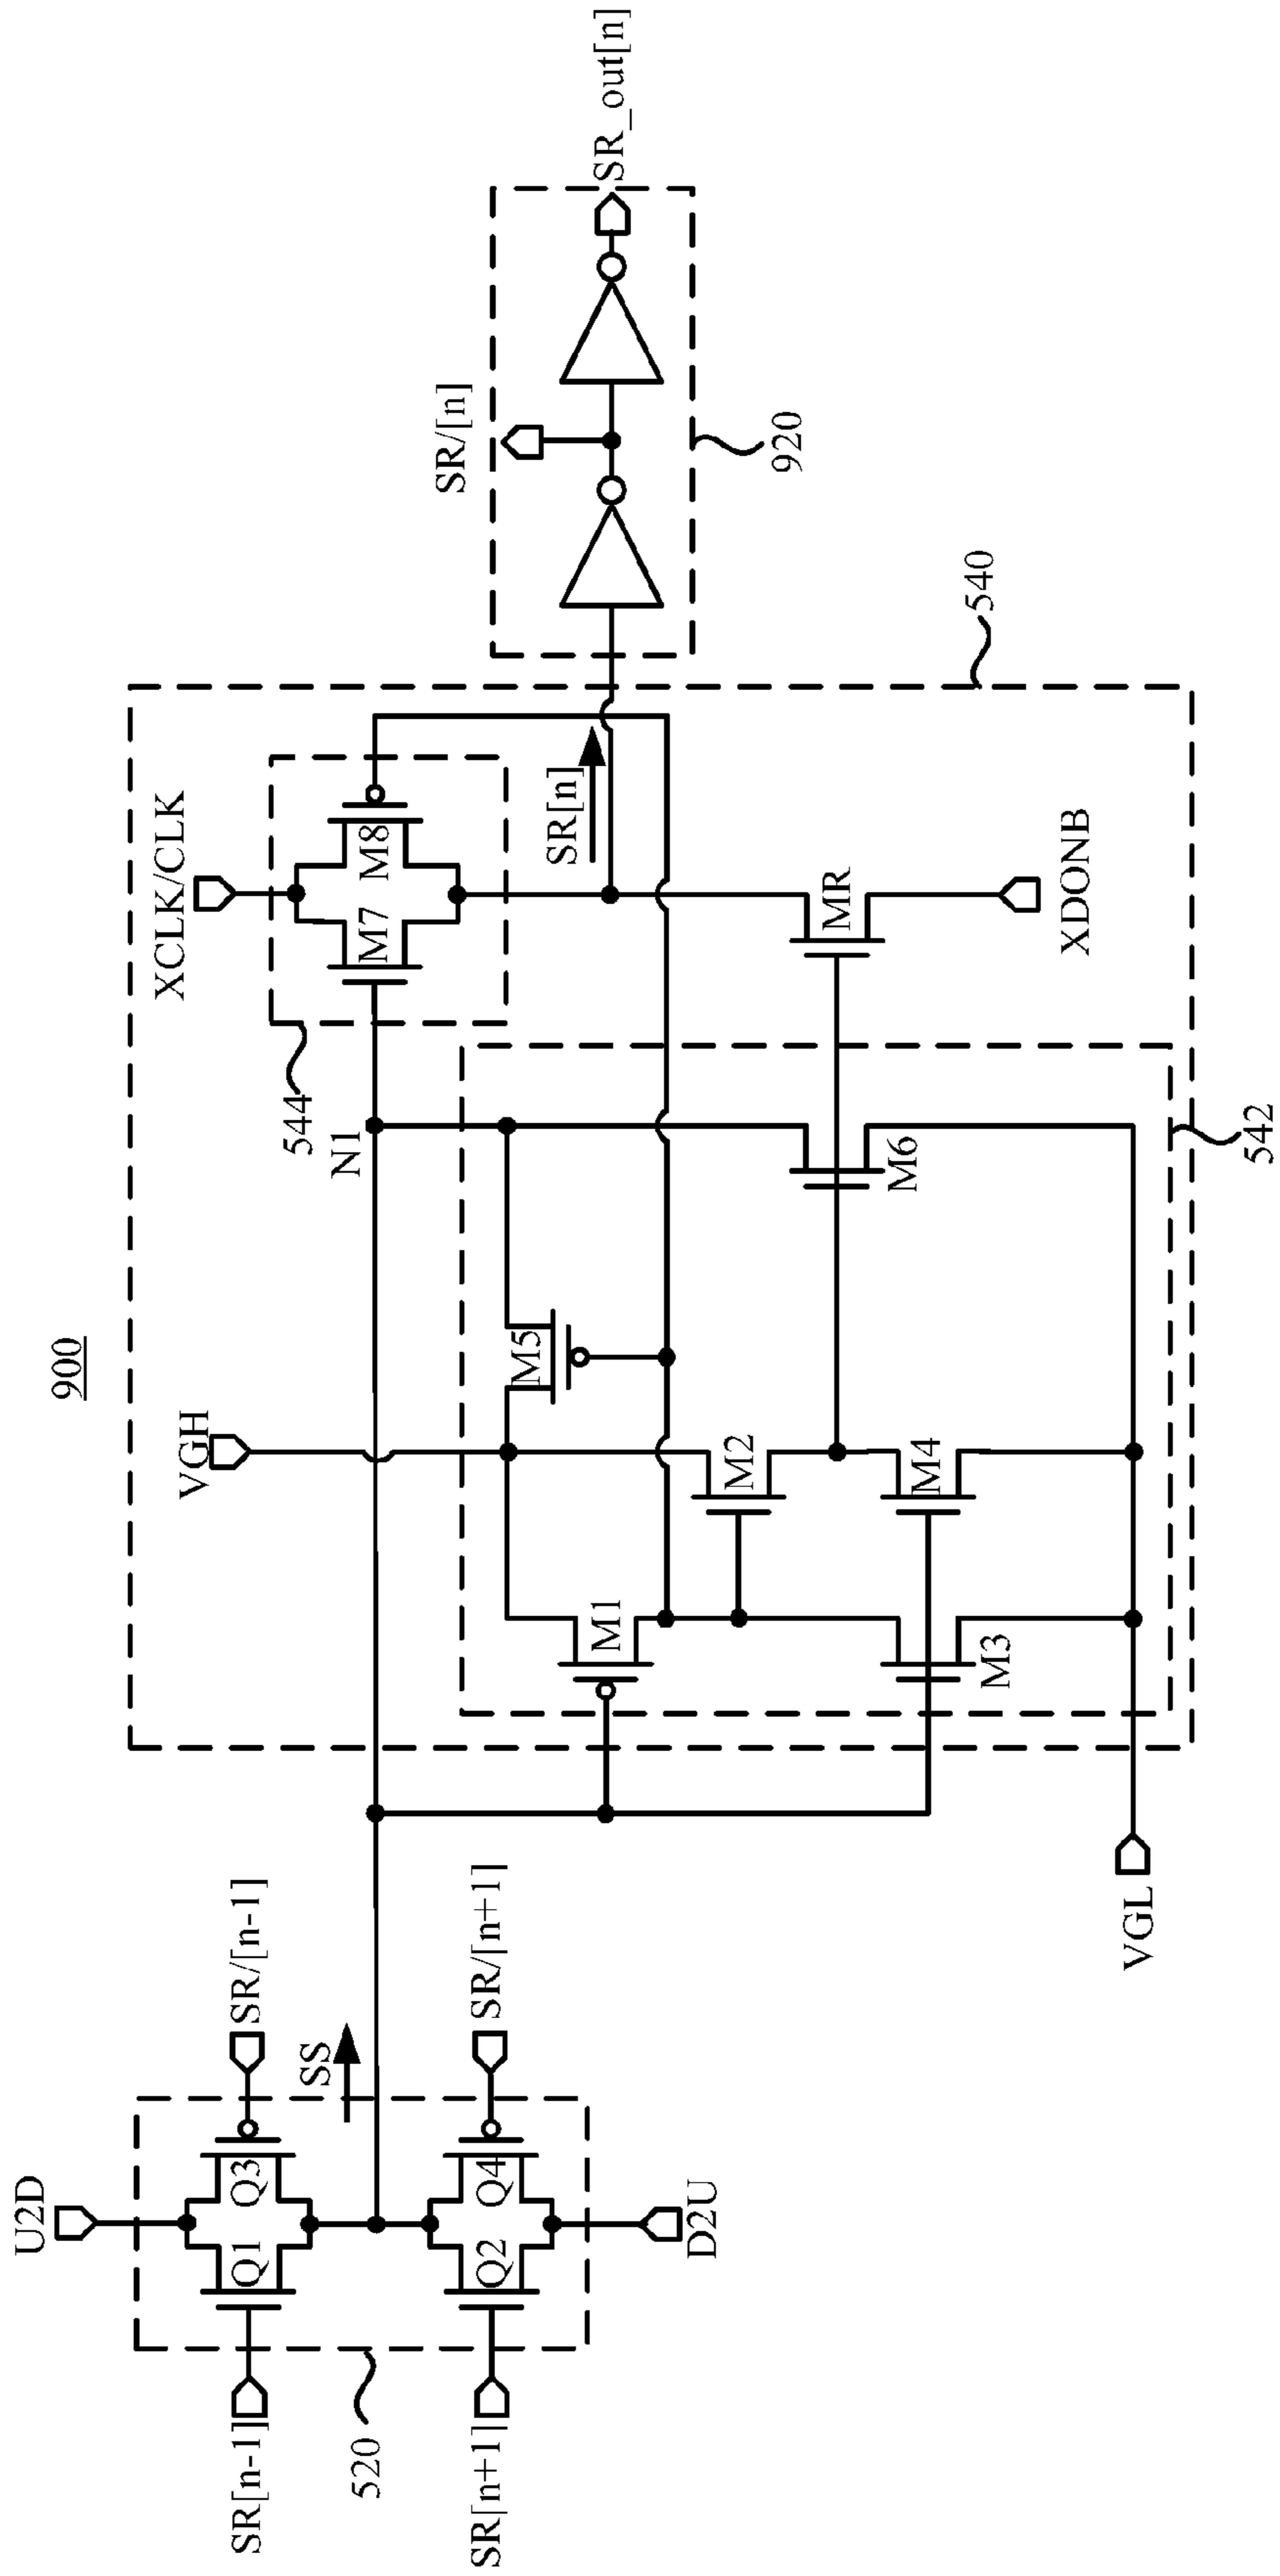 900
U2D
SR[n-1]
Q1
Q3
SR/[n-1]
SS
SR[n+1]
Q2
Q4
SR/[n+1]
D2U
520
VGH
VGL
N1
M1
M2
M3
M4
M5
M6
542
544
XCLK/CLK
M7
M8
SR[n]
MR
XDONB
540
SR/[n]
920
SR_out[n]